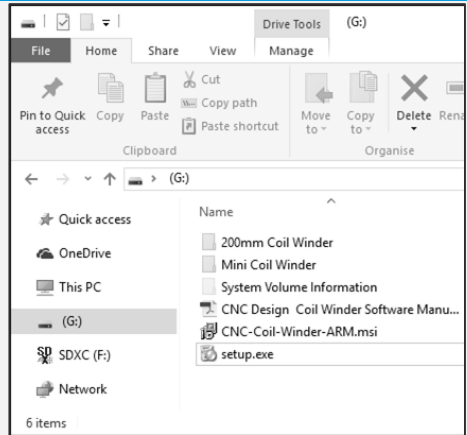 Drive Tools (G:)
File Home Share View Manage
Pin to Quick access
Copy
Paste
Cut
Copy path
Paste shortcut
Move to
Copy to
Delete
Rena
Clipboard
Organise
(G:)
Quick access
OneDrive
This PC
(G:)
SDXC (F:)
Network
Name
200mm Coil Winder
Mini Coil Winder
System Volume Information
CNC Design Coil Winder Software Manu...
CNC-Coil-Winder-ARM.msi
setup.exe
6 items